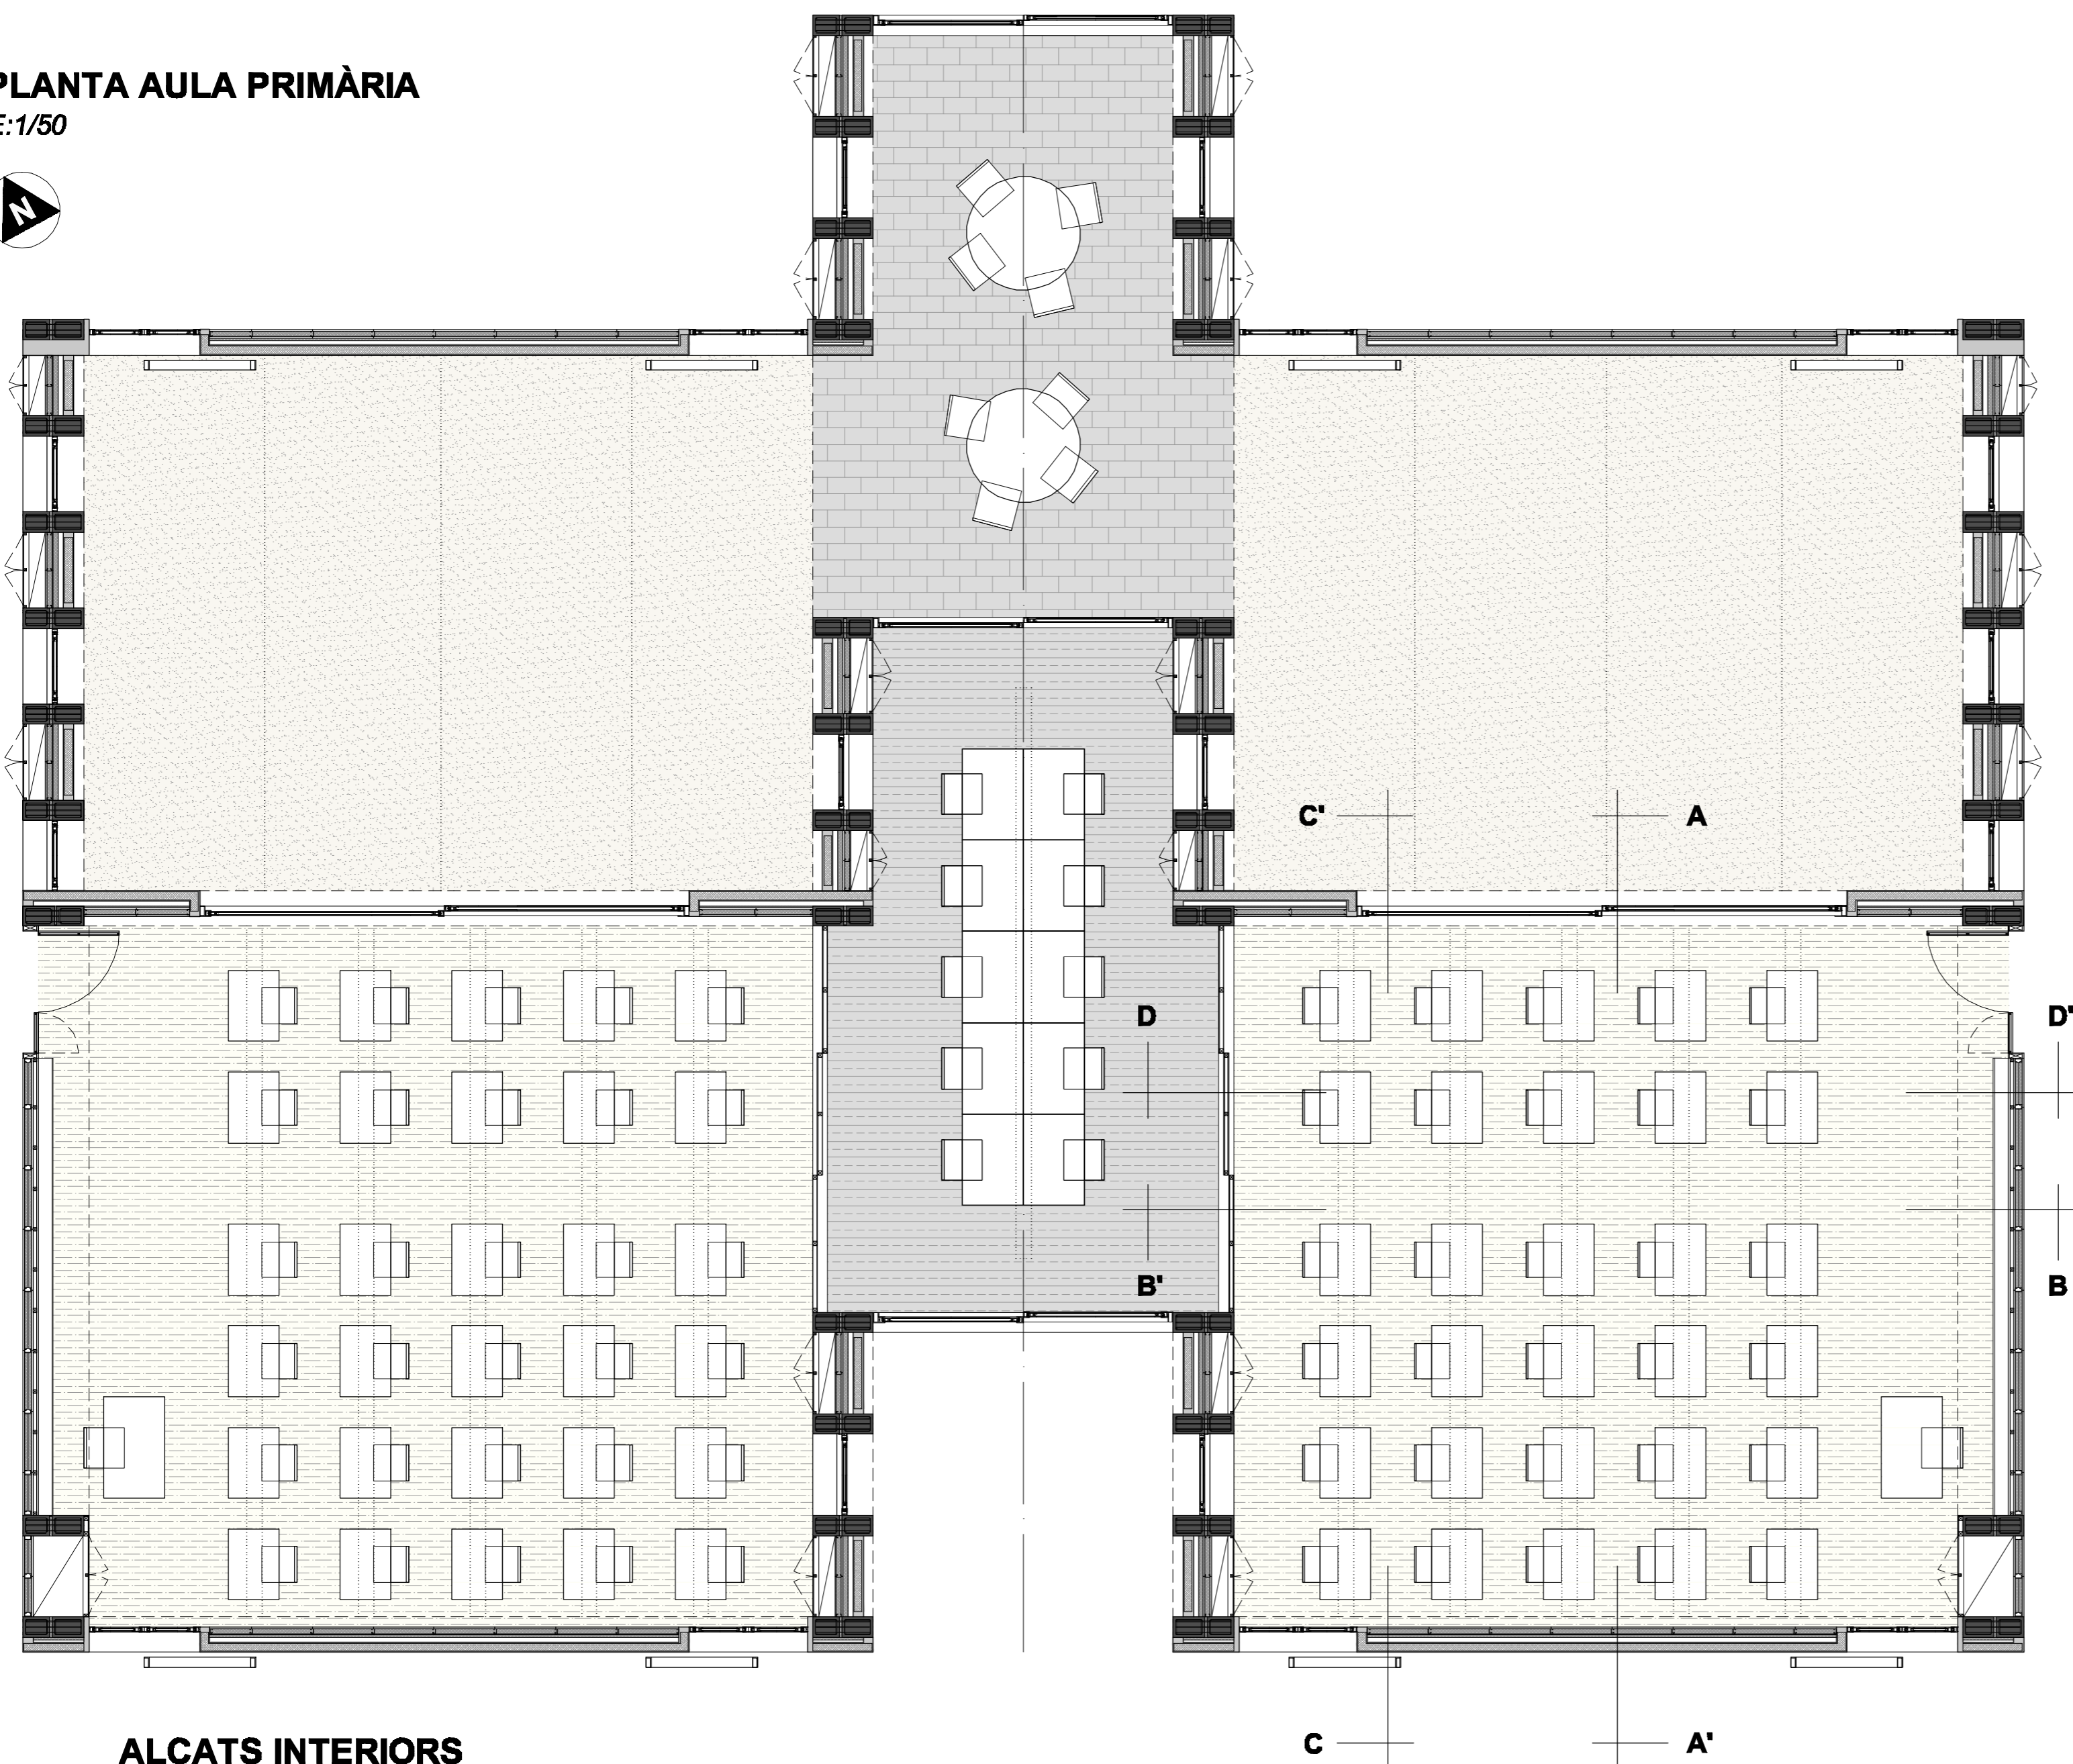 PLANTA AULA PRIMÀRIA
E:1/50
N
C'
A
D
D'
B'
B
C
A'
ALCATS INTERIORS